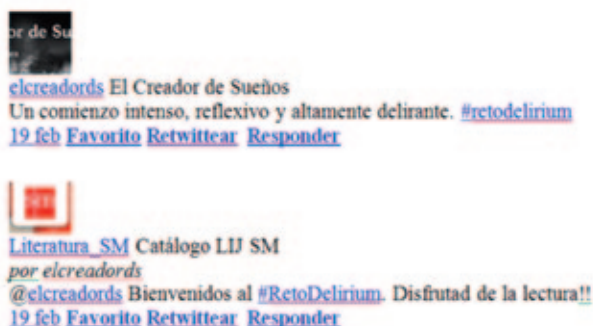 or de Su
elcreadords El Creador de Sueños
Un comienzo intenso, reflexivo y altamente delirante. #retodelirium
19 feb Favorito Retwittear Responder
sm
Literatura_SM Catálogo LIJ SM
por elcreadords
@elcreadords Bienvenidos al #RetoDelirium. Disfrutad de la lectura!!
19 feb Favorito Retwittear Responder